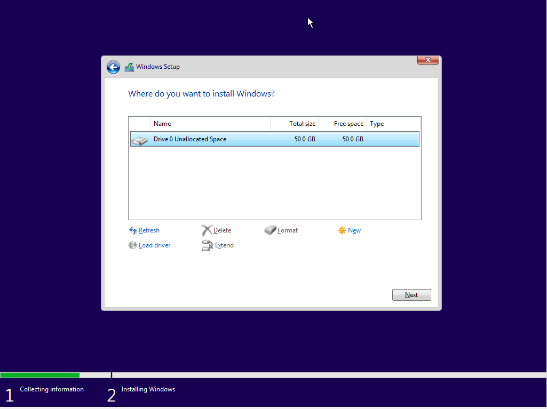 Windows Setup
Where do you want to install Windows?
Name Total size Free space Type
Drive 0 Unallocated Space 50.0 GB 50.0 GB
Refresh Delete Format New
Load driver Extend
Next
1 Collecting information 2 Installing Windows